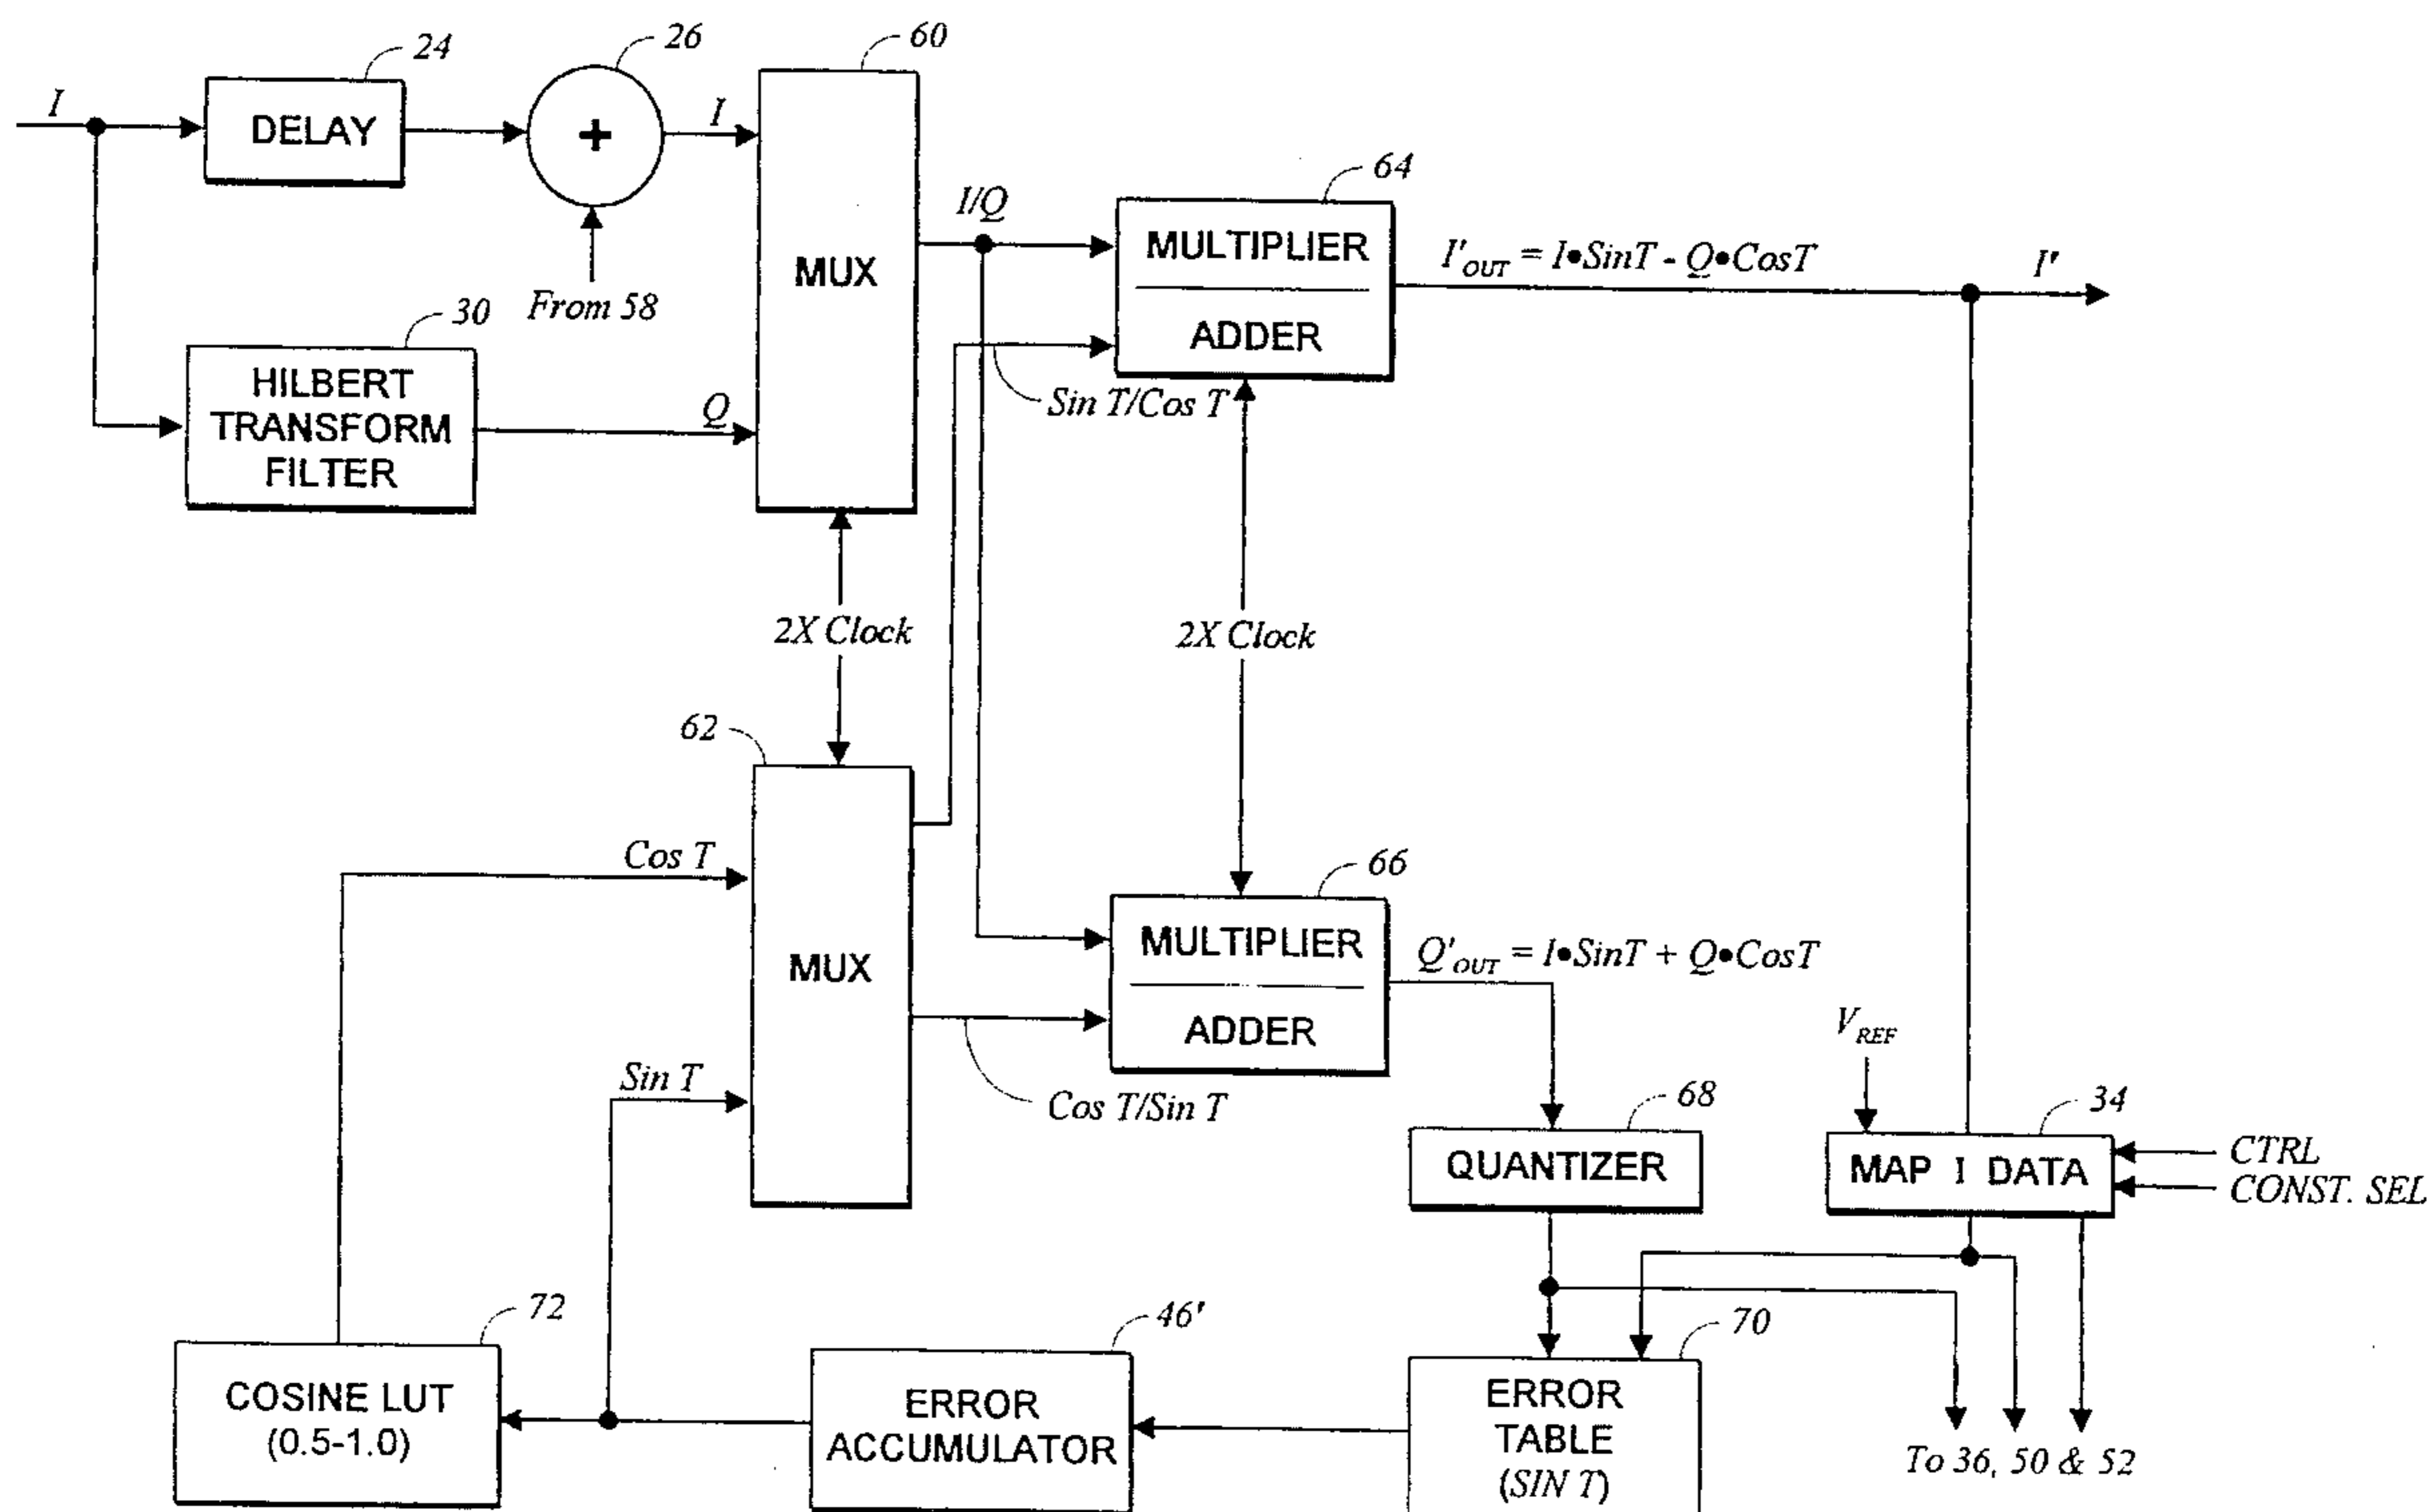 24
26
60
I
DELAY
+
I
MUX
I/Q
64
MULTIPLIER
ADDER
I'OUT = I•SinT - Q•CosT
I'
From 58
30
HILBERT
TRANSFORM
FILTER
Q
Sin T/Cos T
2X Clock
2X Clock
62
Cos T
MUX
66
MULTIPLIER
ADDER
Q'OUT = I•SinT + Q•CosT
Sin T
Cos T/Sin T
VREF
68
QUANTIZER
34
MAP I DATA
CTRL
CONST. SEL
72
COSINE LUT
(0.5-1.0)
46'
ERROR
ACCUMULATOR
70
ERROR
TABLE
(SIN T)
To 36, 50 & 52